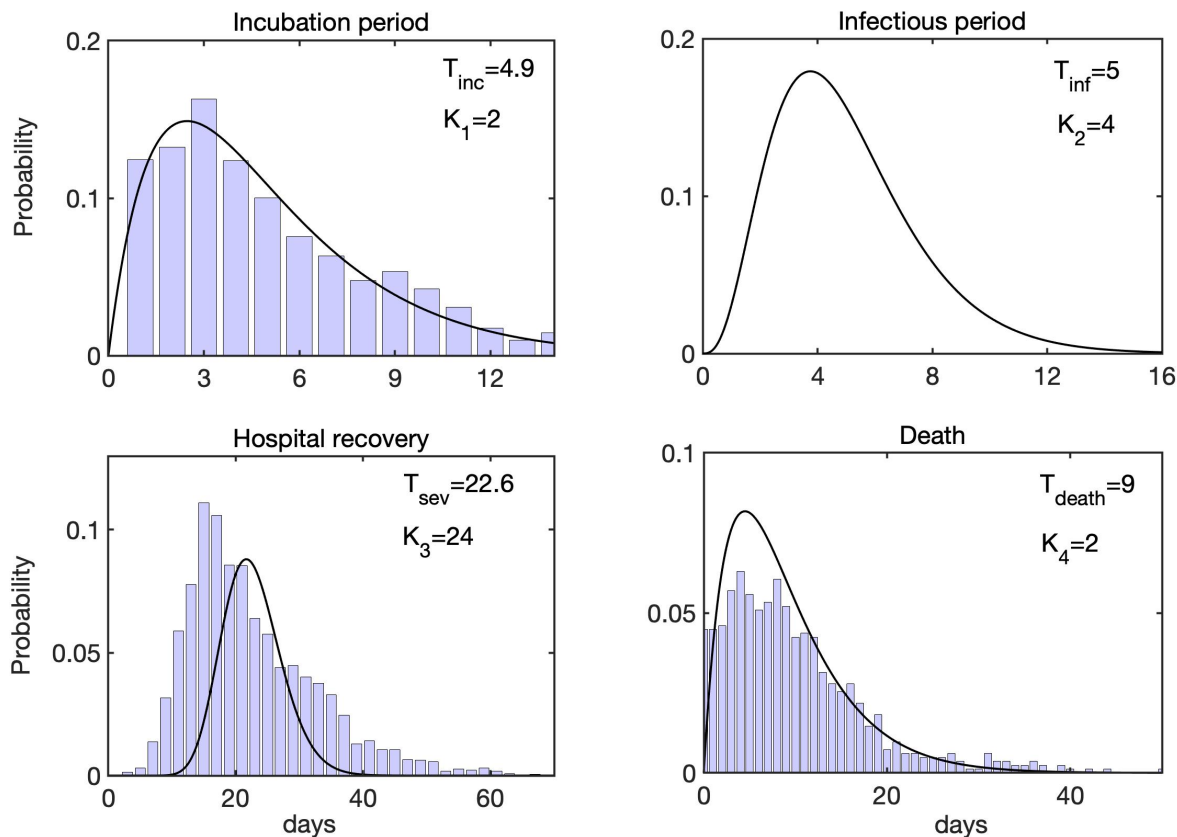 Incubation period
0.2
0.1
0
Probability
T_inc=4.9
K_1=2
0
3
6
9
12
Infectious period
0.2
0.1
0
T_inf=5
K_2=4
0
4
8
12
16
Hospital recovery
0.1
0.05
0
Probability
T_sev=22.6
K_3=24
0
20
40
60
days
Death
0.1
0.05
0
T_death=9
K_4=2
0
20
40
days